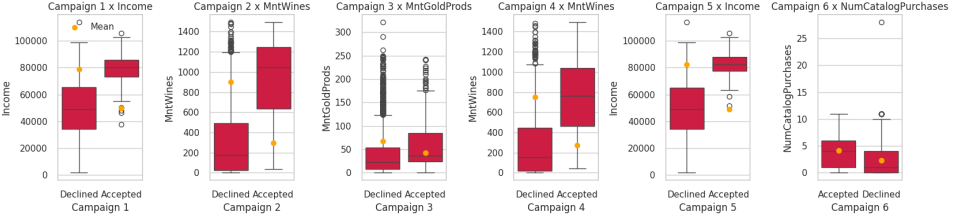 Campaign 1 x Income
Income
100000
80000
60000
40000
20000
0
Mean
Declined Accepted
Campaign 1
Campaign 2 x MntWines
MntWines
1400
1200
1000
800
600
400
200
0
Declined Accepted
Campaign 2
Campaign 3 x MntGoldProds
MntGoldProds
300
250
200
150
100
50
0
Declined Accepted
Campaign 3
Campaign 4 x MntWines
MntWines
1400
1200
1000
800
600
400
200
0
Declined Accepted
Campaign 4
Campaign 5 x Income
Income
100000
80000
60000
40000
20000
0
Declined Accepted
Campaign 5
Campaign 6 x NumCatalogPurchases
NumCatalogPurchases
25
20
15
10
5
0
Accepted Declined
Campaign 6